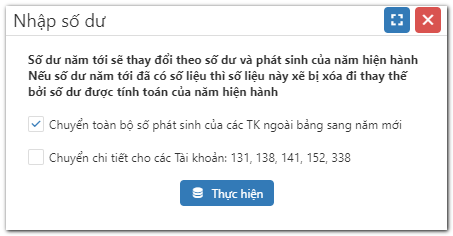 Nhập số dư
Số dư năm tới sẽ thay đổi theo số dư và phát sinh của năm hiện hành
Nếu số dư năm tới đã có số liệu thì số liệu này xẽ bị xóa đi thay thế
bởi số dư được tính toán của năm hiện hành
Chuyển toàn bộ số phát sinh của các TK ngoài bảng sang năm mới
Chuyển chi tiết cho các Tài khoản: 131, 138, 141, 152, 338
Thực hiện